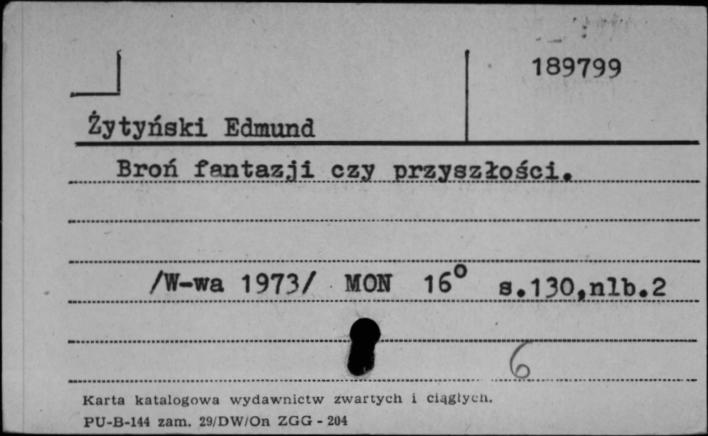 189799
Żytyński Edmund
Broń fantazji czy przyszłości.
/W-wa 1973/ MON 16° s.130,nlb.2
6
Karta katalogowa wydawnictw zwartych i ciągłych.
PU-B-144 zam. 29/DW/On ZGG - 204